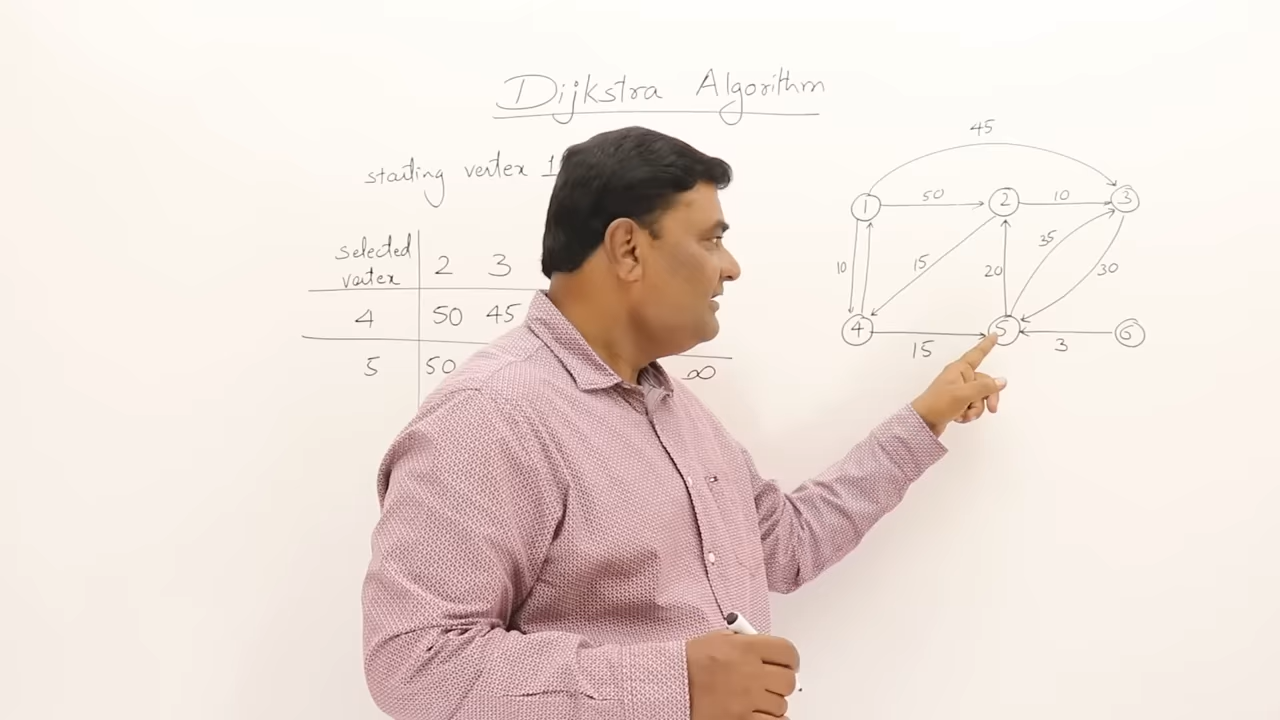 Dijkstra Algorithm
starting vertex 1
selected
vertex 2 3
4 50 45
5 50 ∞
45
1 50 2 10 3
10 15 20 35 30
4 15 5 3 6